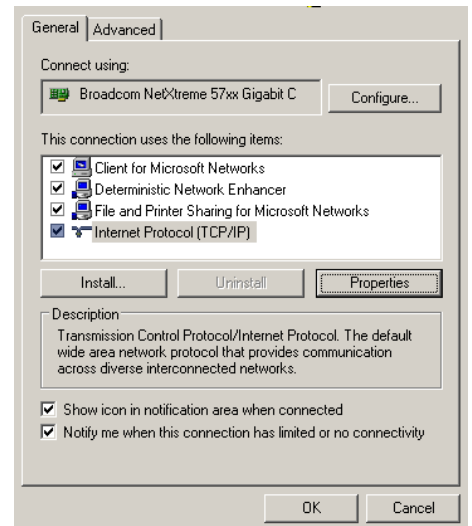 General Advanced
Connect using:
Broadcom NetXtreme 57xx Gigabit C Configure...
This connection uses the following items:
Client for Microsoft Networks
Deterministic Network Enhancer
File and Printer Sharing for Microsoft Networks
Internet Protocol (TCP/IP)
Install... Uninstall Properties
Description
Transmission Control Protocol/Internet Protocol. The default
wide area network protocol that provides communication
across diverse interconnected networks.
Show icon in notification area when connected
Notify me when this connection has limited or no connectivity
OK Cancel